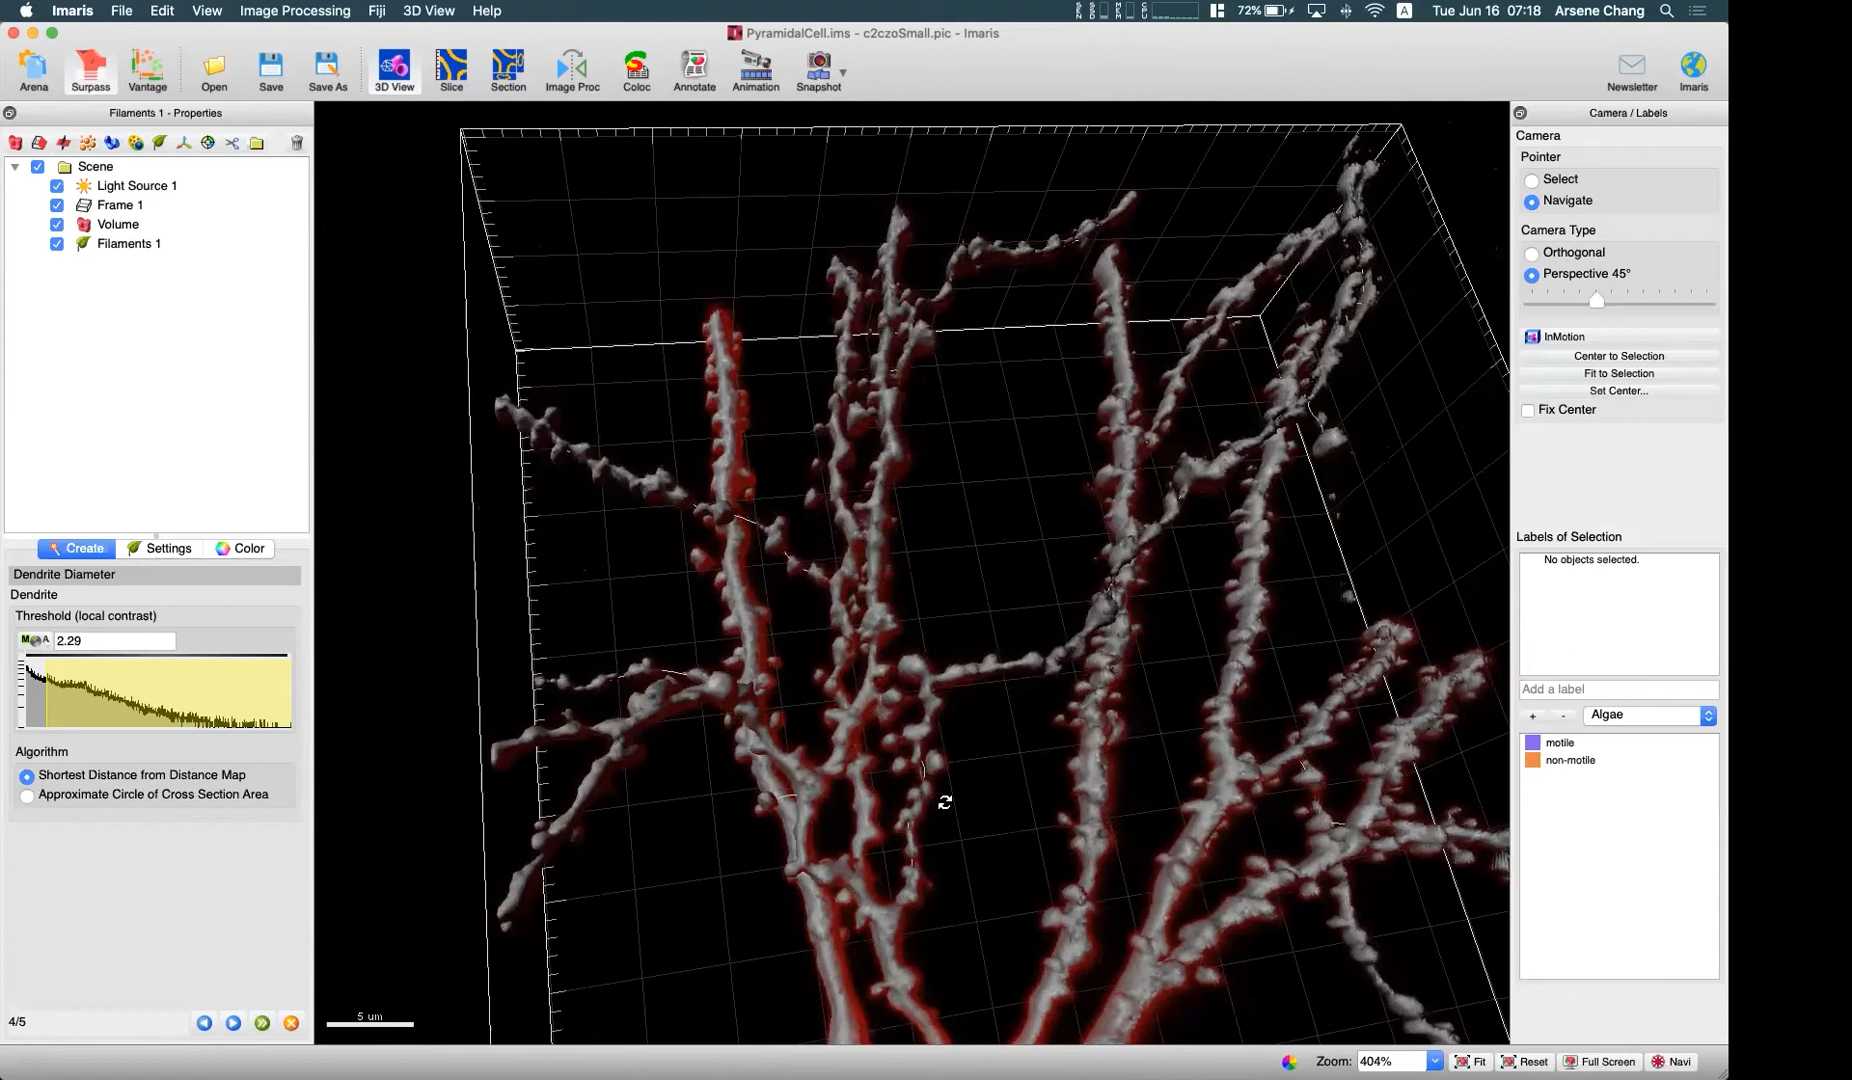 Imaris File Edit View Image Processing Fiji 3D View Help 72% A Tue Jun 16 07:18 Arsene Chang
PyramidalCell.ims - c2czoSmall.pic - Imaris
Arena Surpass Vantage Open Save Save As 3D View Slice Section Image Proc Coloc Annotate Animation Snapshot Newsletter Imaris
Filaments 1 - Properties
Scene
Light Source 1
Frame 1
Volume
Filaments 1
Create Settings Color
Dendrite Diameter
Dendrite
Threshold (local contrast)
2.29
Algorithm
Shortest Distance from Distance Map
Approximate Circle of Cross Section Area
4/5
5 um
Camera / Labels
Camera
Pointer
Select
Navigate
Camera Type
Orthogonal
Perspective 45°
InMotion
Center to Selection
Fit to Selection
Set Center...
Fix Center
Labels of Selection
No objects selected.
Add a label
+ - Algae
motile
non-motile
Zoom: 404% Fit Reset Full Screen Navi